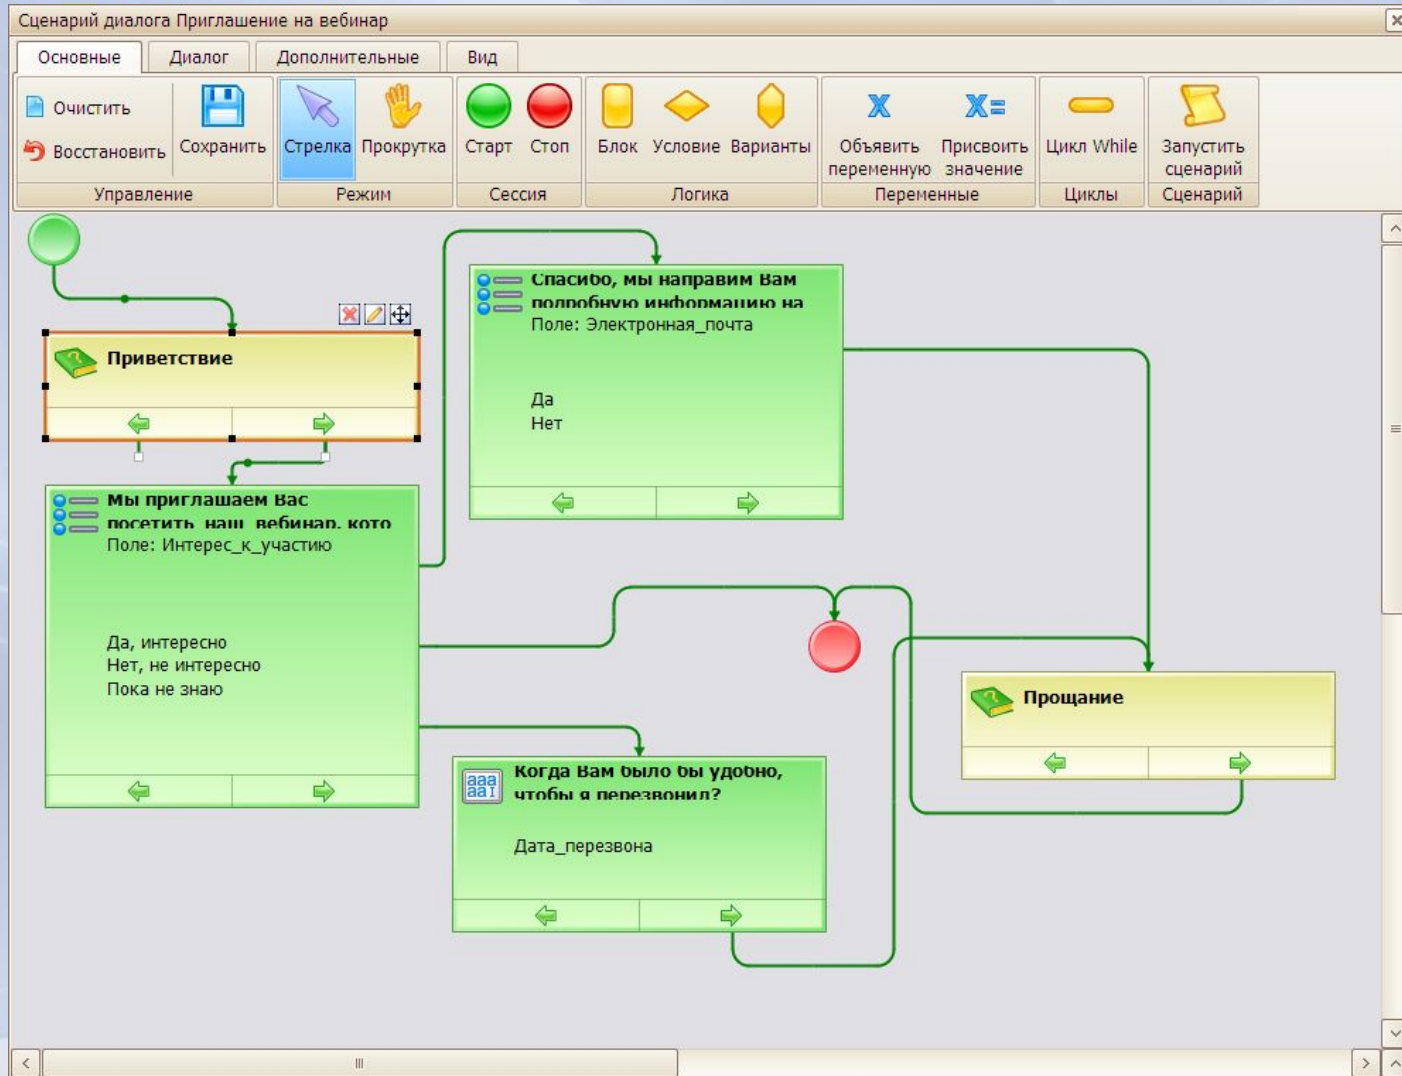 Сценарий диалога Приглашение на вебинар
Основные
Диалог
Дополнительные
Вид
Очистить
Восстановить
Сохранить
Управление
Стрелка
Прокрутка
Режим
Старт
Стоп
Сессия
Блок
Условие
Варианты
Логика
Объявить
переменную
Присвоить
значение
Переменные
Цикл While
Циклы
Запустить
сценарий
Сценарий
Приветствие
Спасибо, мы направим Вам
подробную информацию на
Поле: Электронная_почта
Да
Нет
Мы приглашаем Вас
посетить наш вебинар, кото
Поле: Интерес_к_участию
Да, интересно
Нет, не интересно
Пока не знаю
Прощание
aaa
aaI
Когда Вам было бы удобно,
чтобы я перезвонил?
Дата_перезвона